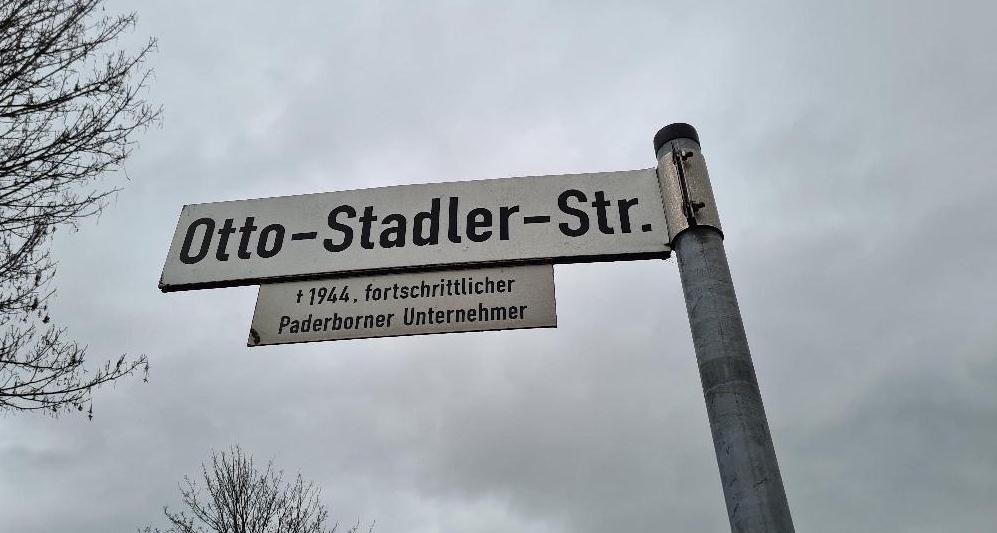 Otto-Stadler-Str.
† 1944, fortschrittlicher
Paderborner Unternehmer